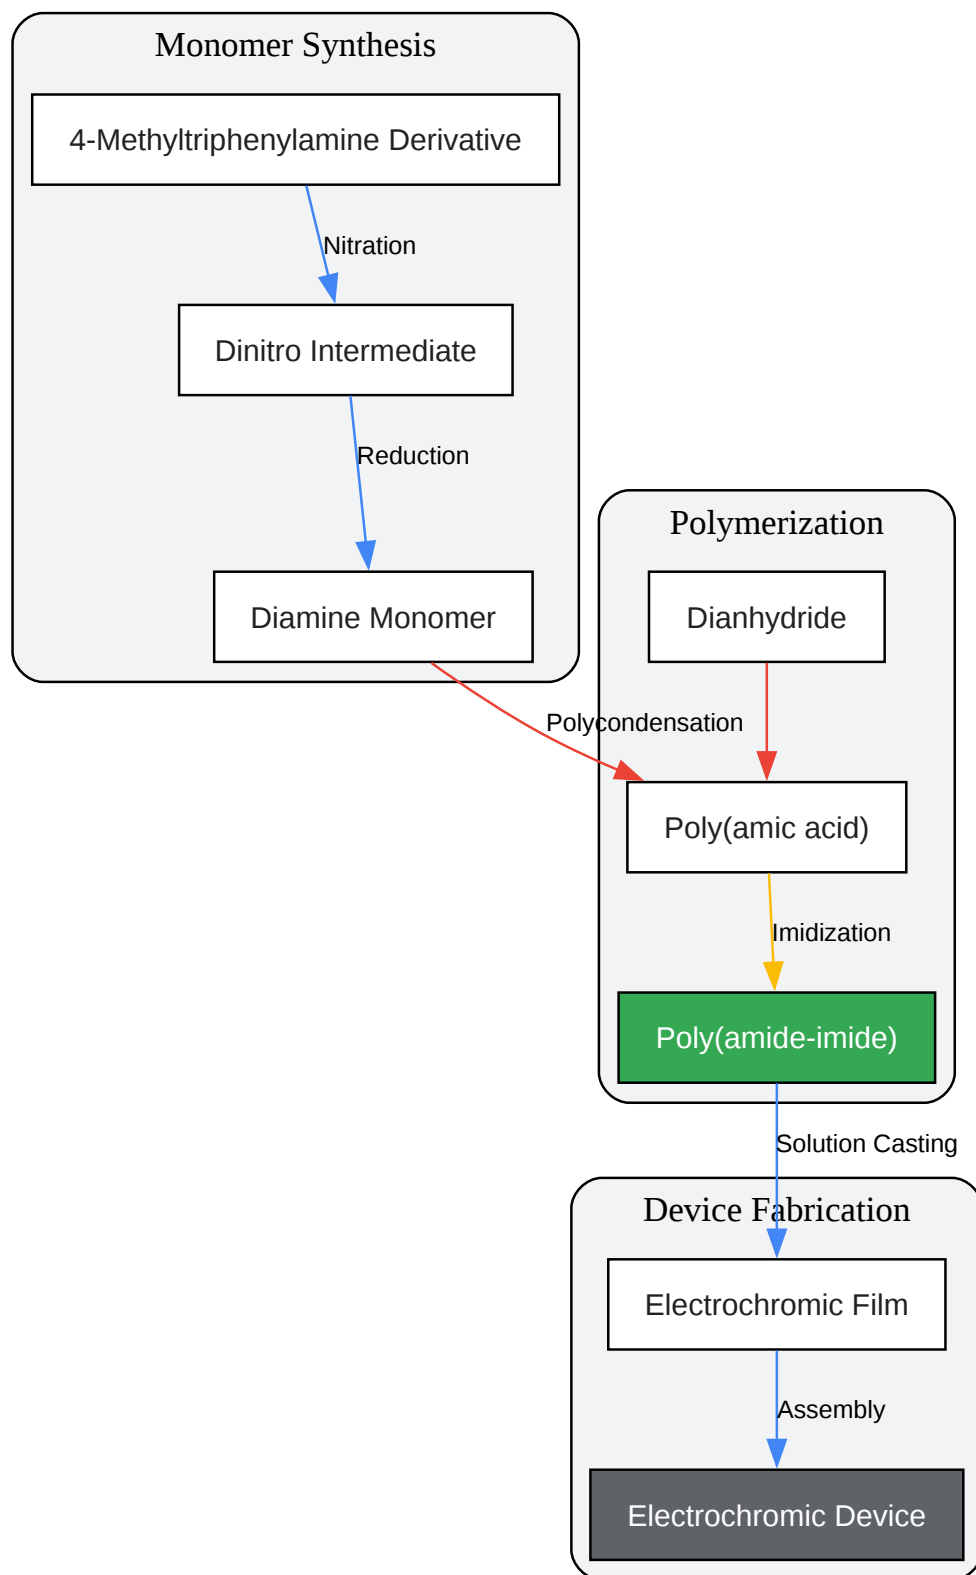 Monomer Synthesis
4-Methyltriphenylamine Derivative
Nitration
Dinitro Intermediate
Reduction
Diamine Monomer
Polymerization
Dianhydride
Polycondensation
Poly(amic acid)
Imidization
Poly(amide-imide)
Solution Casting
Device Fabrication
Electrochromic Film
Assembly
Electrochromic Device